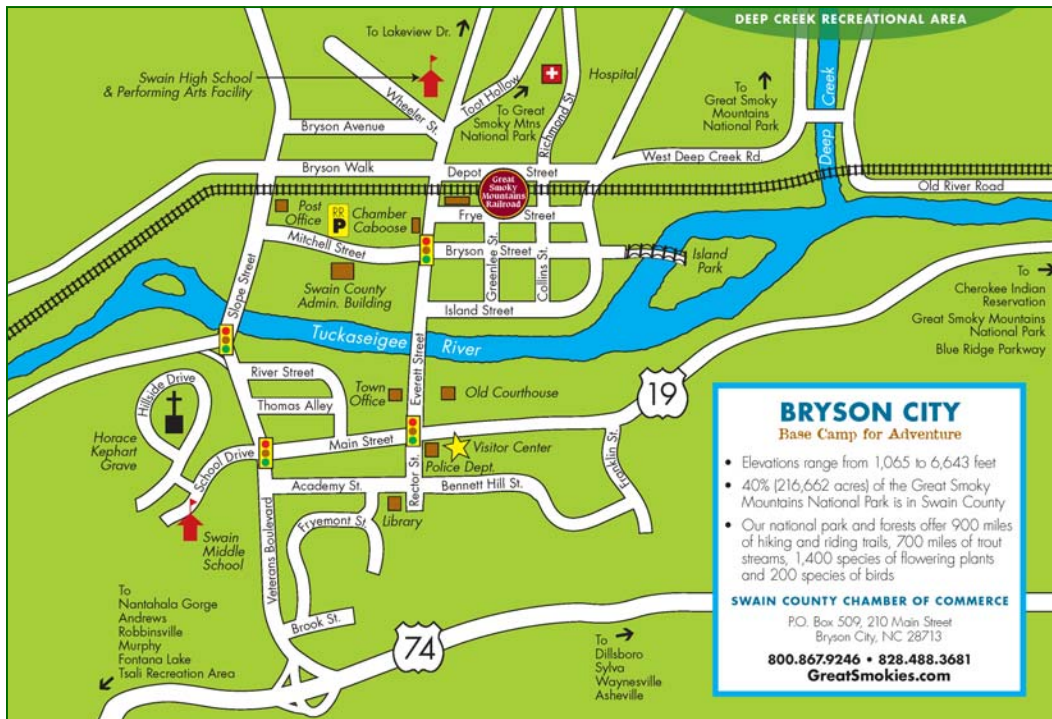 DEEP CREEK RECREATIONAL AREA
To Lakeview Dr.
Swain High School
& Performing Arts Facility
Wheeler St.
Toot Hollow
To Great
Smoky Mtns
National Park
Hospital
Richmond St
To
Great Smoky
Mountains
National Park
Deep Creek
Bryson Avenue
Bryson Walk
Depot Street
West Deep Creek Rd.
Old River Road
Great
Smoky
Mountains
Railroad
Post
Office
RR
P
Chamber
Caboose
Frye Street
Mitchell Street
Bryson Street
Greenlee St.
Collins St.
Island
Park
Swain County
Admin. Building
Slope Street
Island Street
Tuckaseigee
River
To
Cherokee Indian
Reservation
Great Smoky Mountains
National Park
Blue Ridge Parkway
River Street
Everett Street
Hillside Drive
Thomas Alley
Town
Office
Old Courthouse
19
Horace
Kephart
Grave
School Drive
Main Street
Visitor Center
Police Dept.
Rector St.
Franklin St.
Academy St.
Bennett Hill St.
Library
Fryemont St.
Swain
Middle
School
Veterans Boulevard
Brook St.
To
Nantahala Gorge
Andrews
Robbinsville
Murphy
Fontana Lake
Tsali Recreation Area
74
To
Dillsboro
Sylva
Waynesville
Asheville
BRYSON CITY
Base Camp for Adventure
• Elevations range from 1,065 to 6,643 feet
• 40% (216,662 acres) of the Great Smoky
Mountains National Park is in Swain County
• Our national park and forests offer 900 miles
of hiking and riding trails, 700 miles of trout
streams, 1,400 species of flowering plants
and 200 species of birds
SWAIN COUNTY CHAMBER OF COMMERCE
P.O. Box 509, 210 Main Street
Bryson City, NC 28713
800.867.9246 • 828.488.3681
GreatSmokies.com